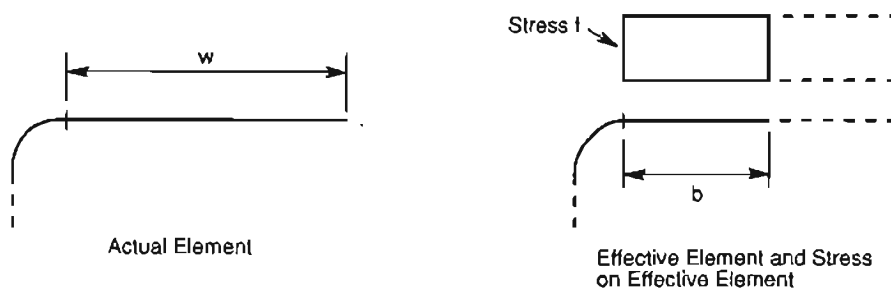 Stress f
w
b
Actual Element
Effective Element and Stress
on Effective Element